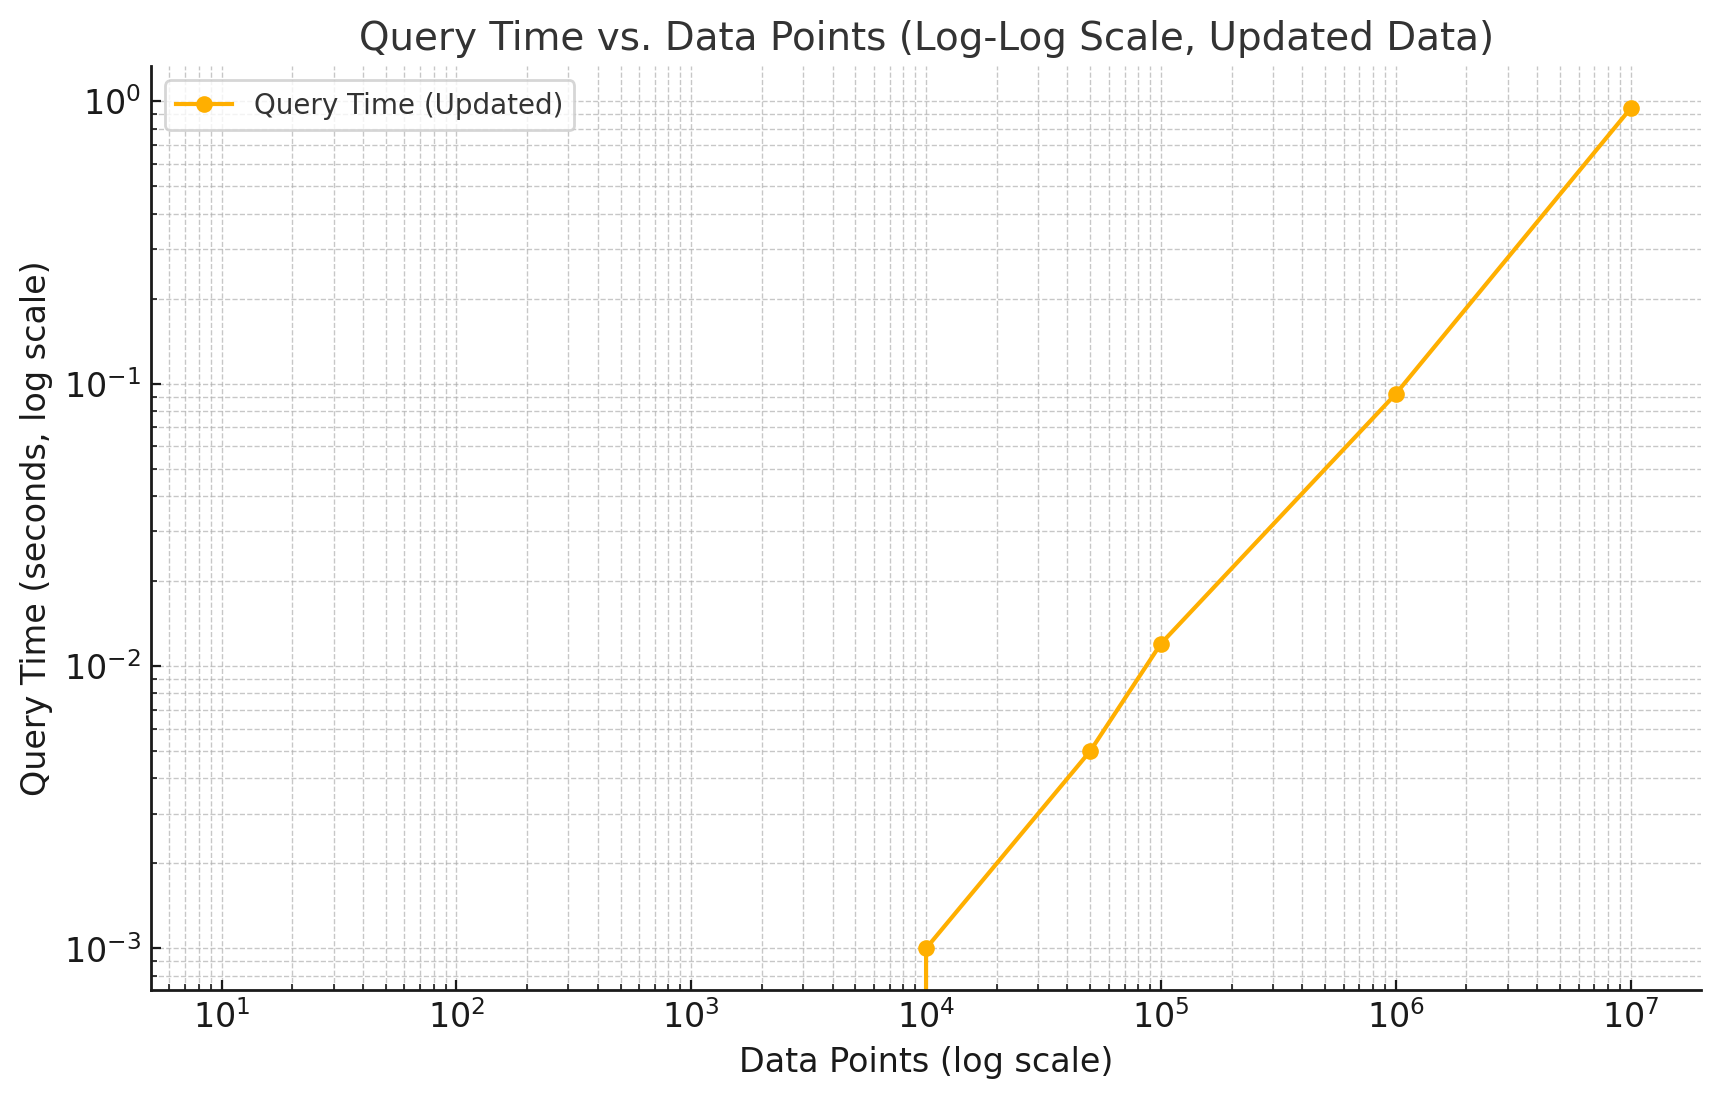 Query Time vs. Data Points (Log-Log Scale, Updated Data)
Query Time (Updated)
Query Time (seconds, log scale)
10⁰
10⁻¹
10⁻²
10⁻³
10¹ 10² 10³ 10⁴ 10⁵ 10⁶ 10⁷
Data Points (log scale)